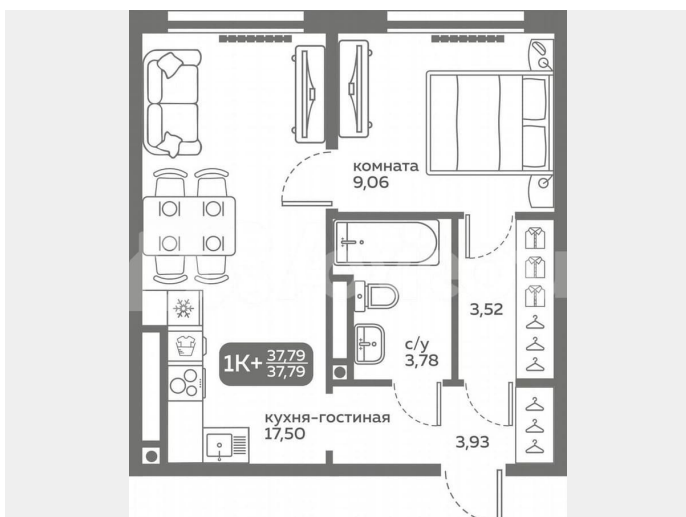 комната
9,06
3,52
с/у
3,78
1К+ 37,79
37,79
кухня-гостиная
17,50
3,93